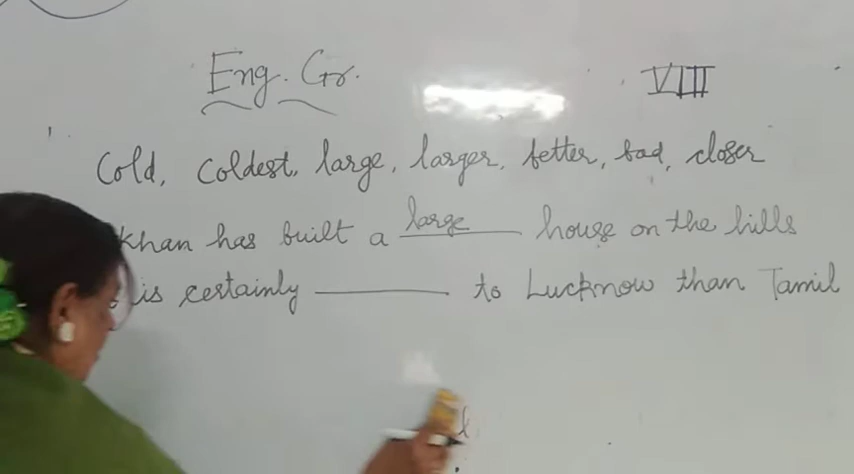 Eng. Gr. VIII
Cold, Coldest, large, larger, better, bad, closer
khan has built a large house on the hills
is certainly ______ to Lucknow than Tamil